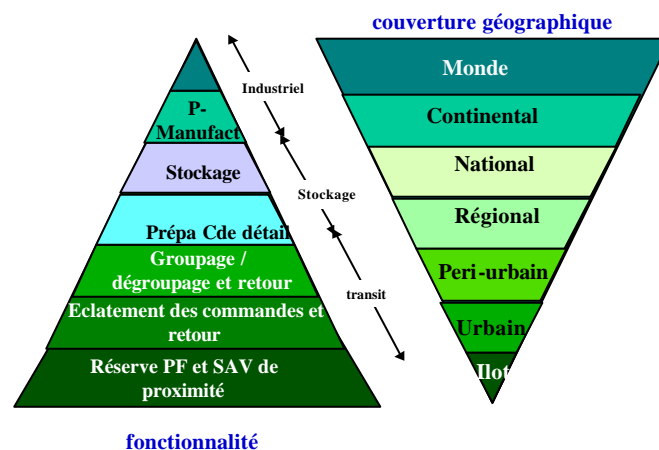 couverture géographique
Monde
Industriel
P-
Manufact
Continental
Stockage
National
Stockage
Régional
Prépa Cde détail
Groupage /
dégroupage et retour
Peri-urbain
transit
Eclatement des commandes et
retour
Urbain
Réserve PF et SAV de
proximité
Ilot
fonctionnalité